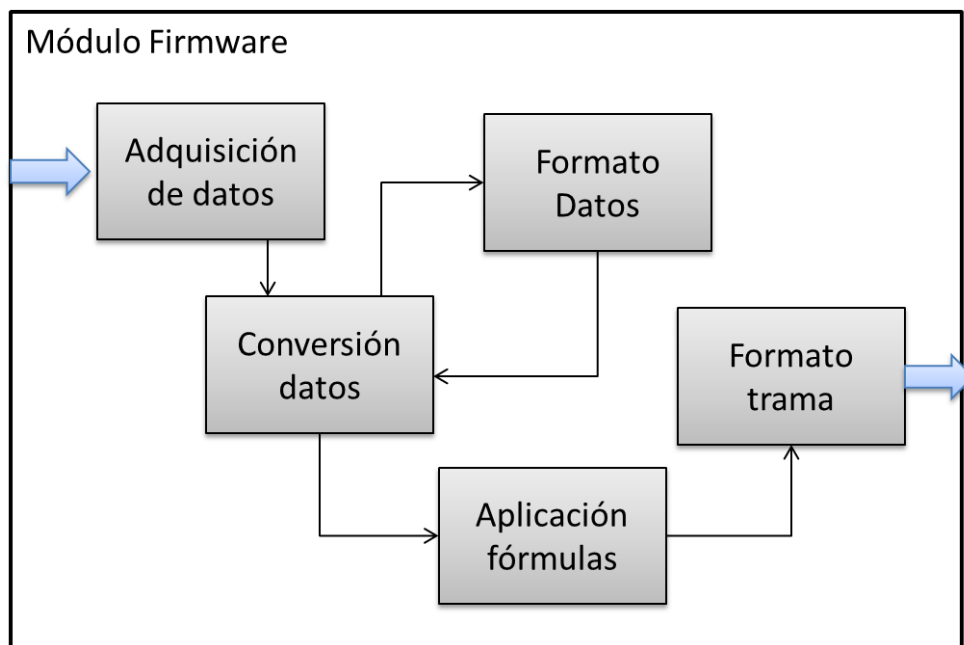 Módulo Firmware
Adquisición
de datos
Formato
Datos
Conversión
datos
Formato
trama
Aplicación
fórmulas